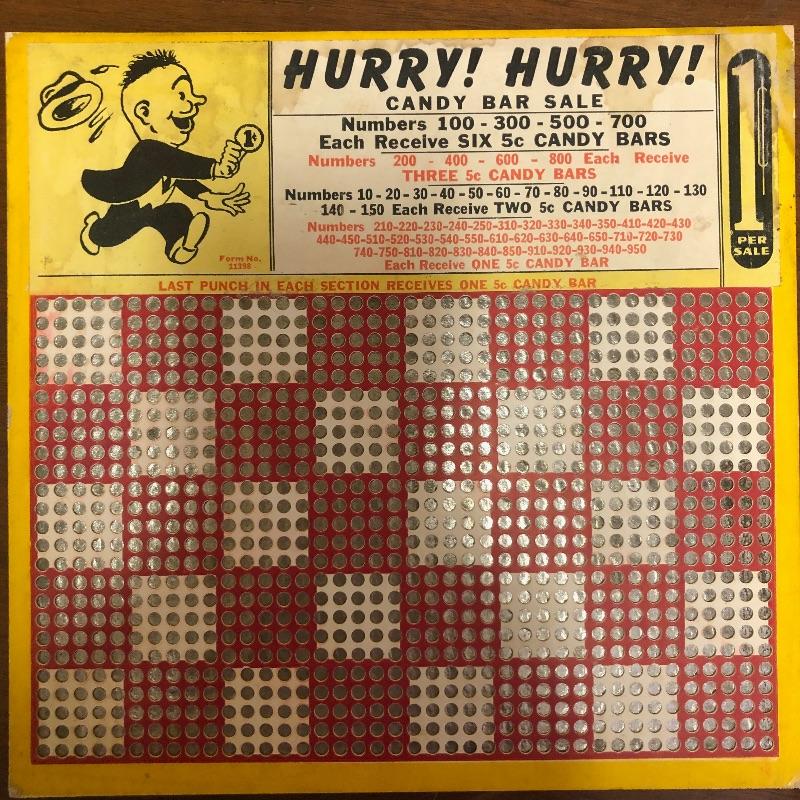 HURRY! HURRY!
CANDY BAR SALE
Numbers 100 - 300 - 500 - 700
Each Receive SIX 5c CANDY BARS
Numbers 200 - 400 - 600 - 800 Each Receive
THREE 5c CANDY BARS
Numbers 10 - 20 - 30 - 40 - 50 - 60 - 70 - 80 - 90 - 110 - 120 - 130
140 - 150 Each Receive TWO 5c CANDY BARS
Numbers 210-220-230-240-250-310-320-330-340-350-410-420-430
440-450-510-520-530-540-550-610-620-630-640-650-710-720-730
740-750-810-820-830-840-850-910-920-930-940-950
Each Receive ONE 5c CANDY BAR
1¢
Form No.
11398
1¢
PER
SALE
LAST PUNCH IN EACH SECTION RECEIVES ONE 5c CANDY BAR